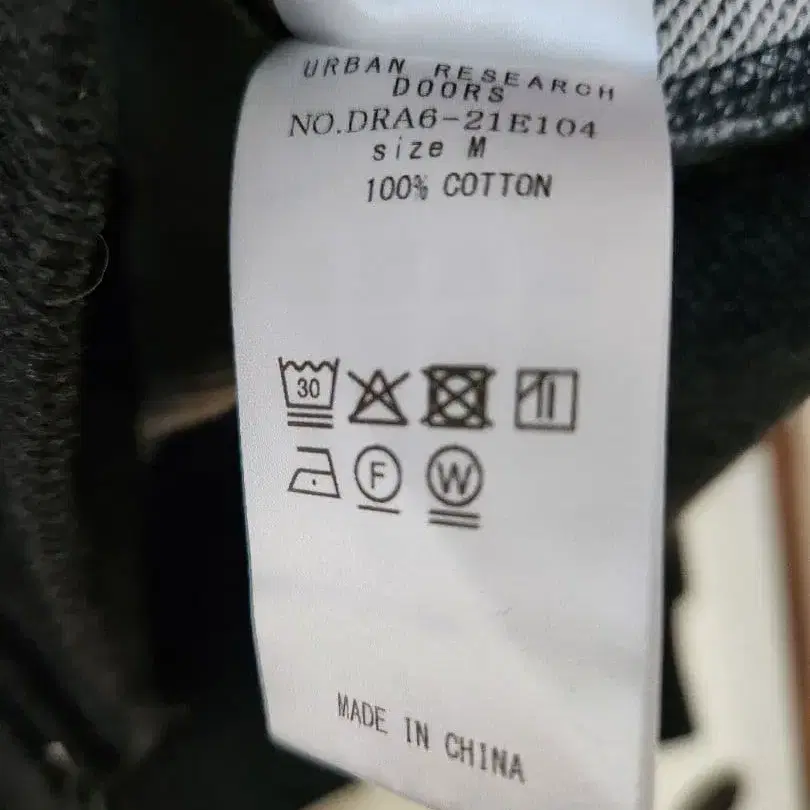 URBAN RESEARCH
DOORS
NO.DRA6-21E104
size M
100% COTTON
30
F W
MADE IN CHINA